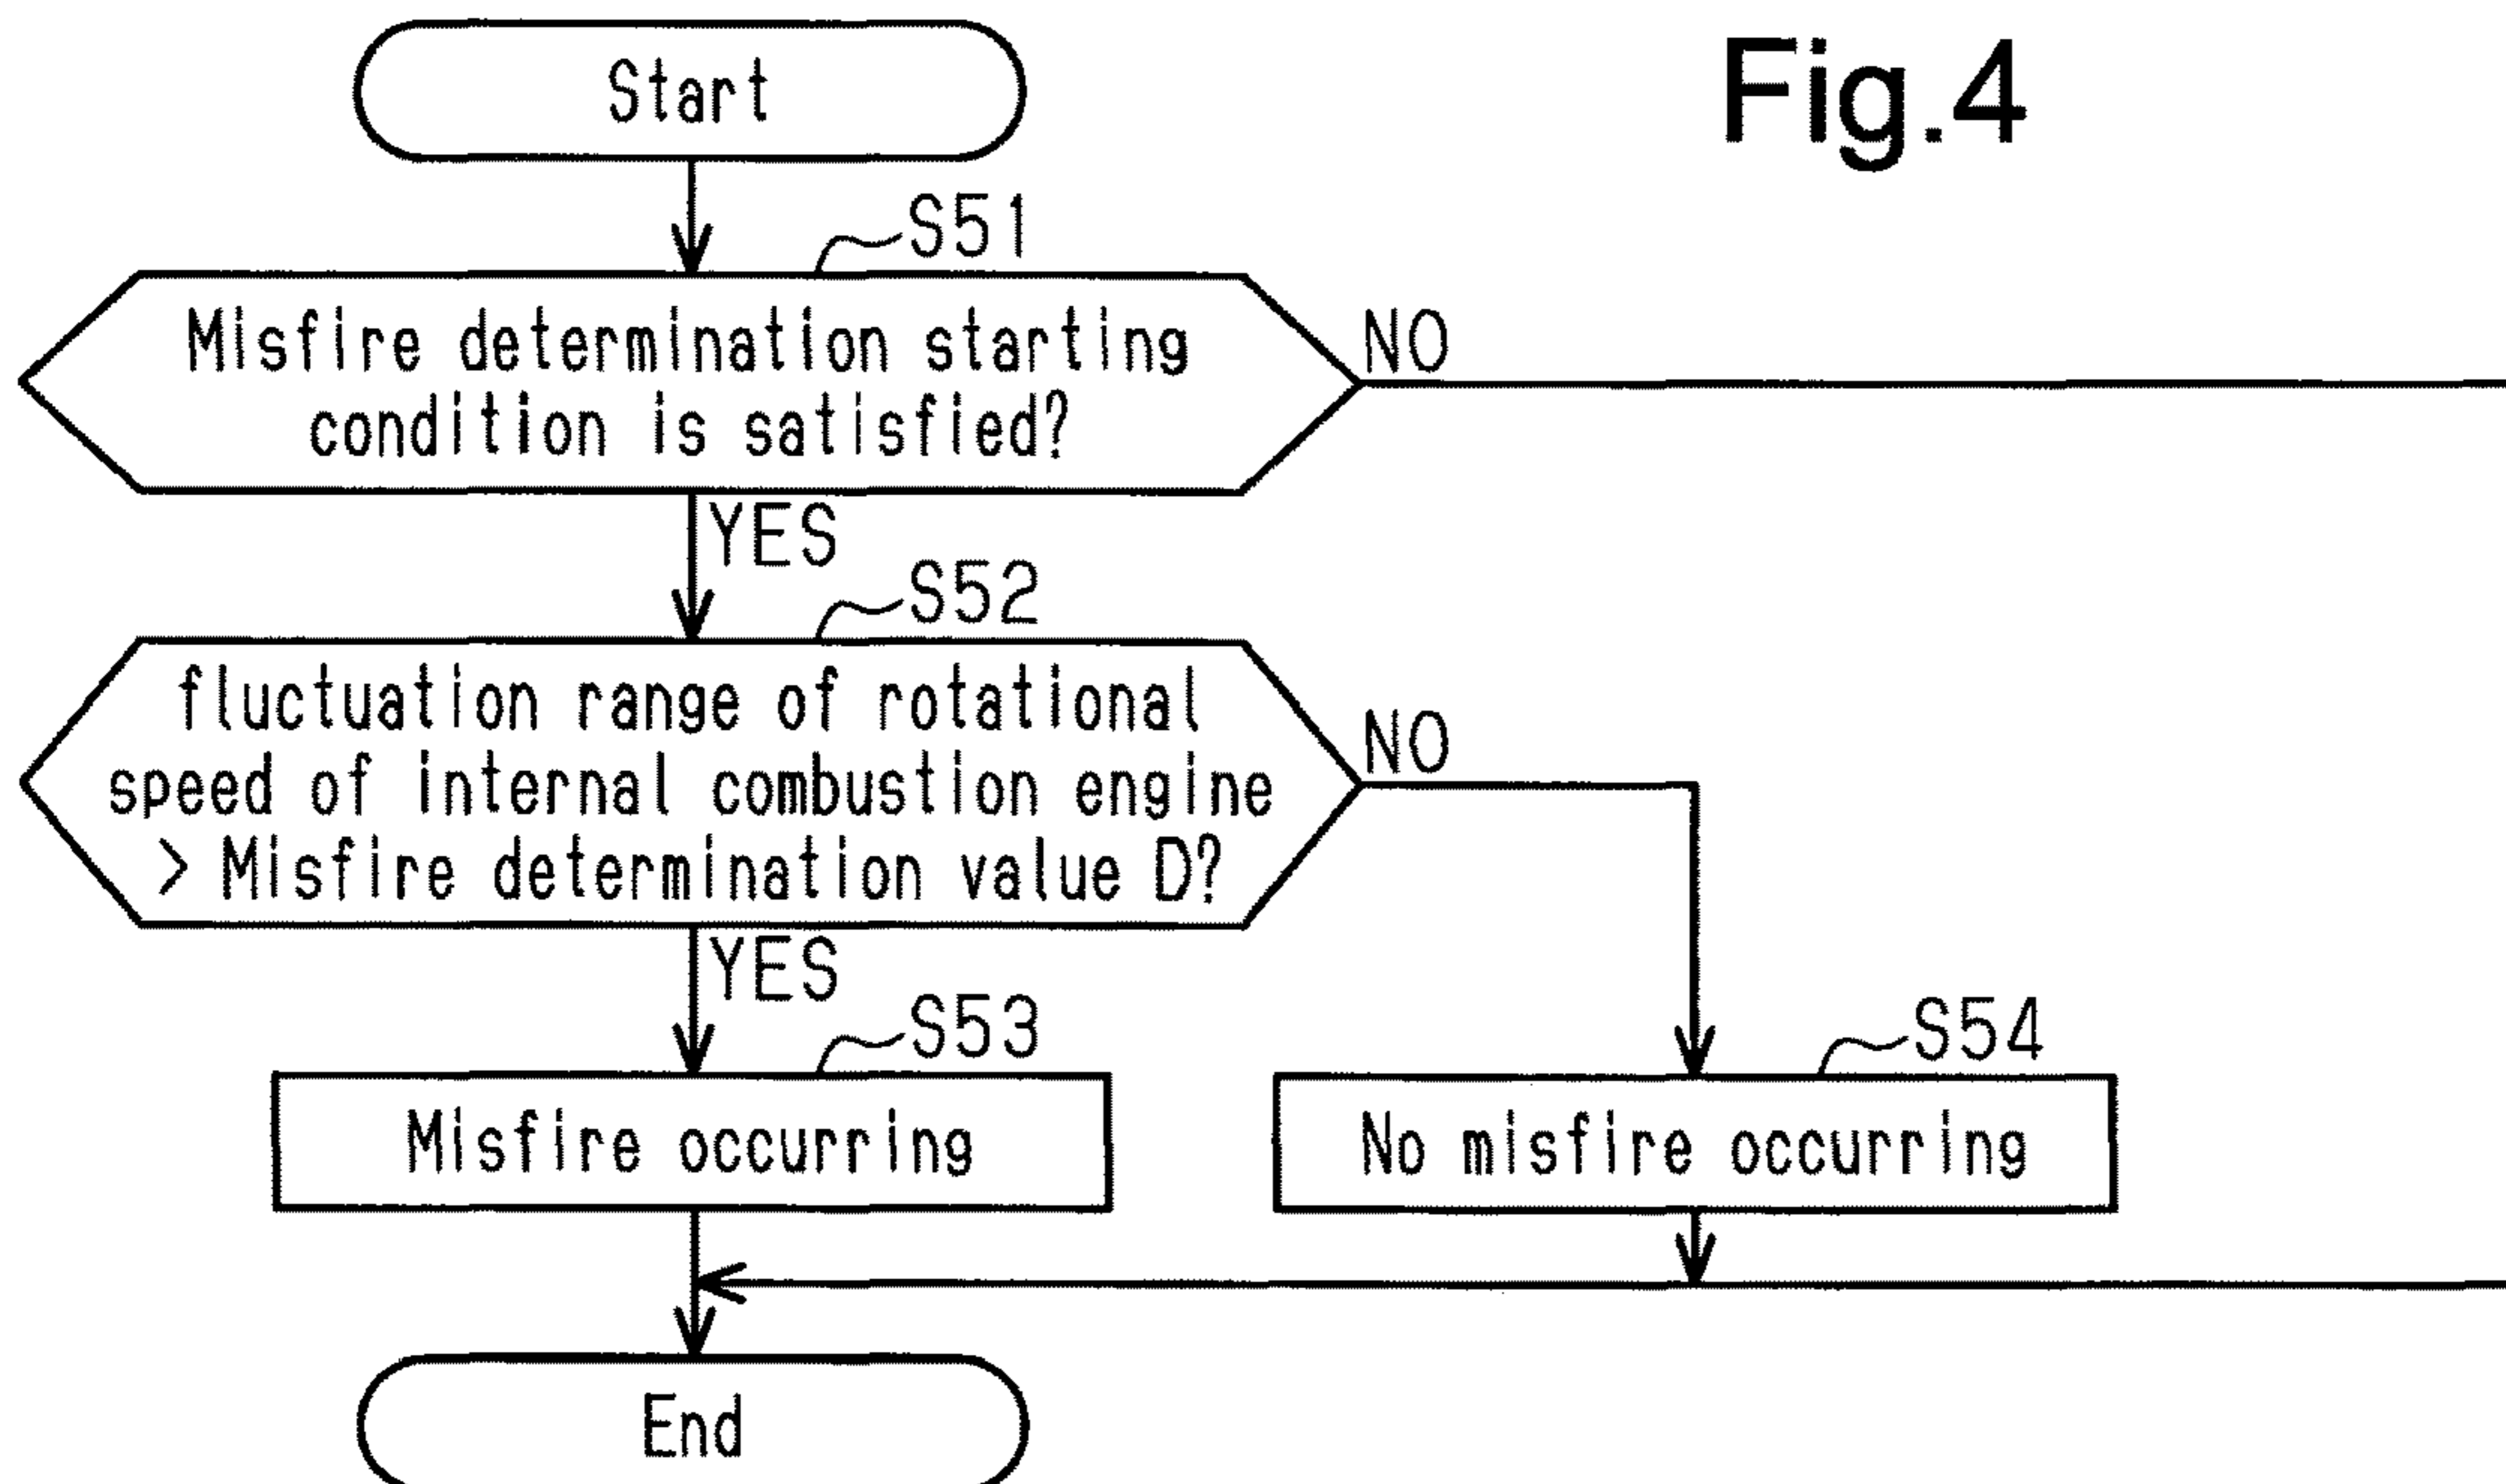 Fig.4
Start
S51
Misfire determination starting
condition is satisfied?
NO
YES
S52
fluctuation range of rotational
speed of internal combustion engine
> Misfire determination value D?
NO
YES
S53
Misfire occurring
S54
No misfire occurring
End